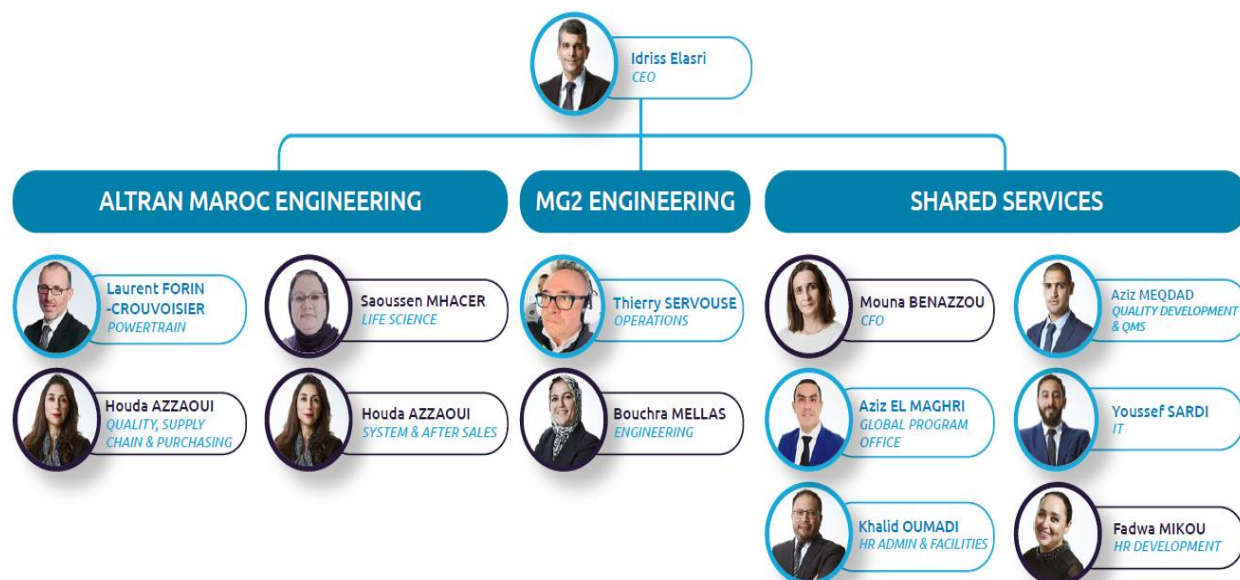 Idriss Elasri
CEO
ALTRAN MAROC ENGINEERING
MG2 ENGINEERING
SHARED SERVICES
Laurent FORIN
-CROUVOISIER
POWERTRAIN
Saoussen MHACER
LIFE SCIENCE
Houda AZZAOUI
QUALITY, SUPPLY
CHAIN & PURCHASING
Houda AZZAOUI
SYSTEM & AFTER SALES
Thierry SERVOUSE
OPERATIONS
Bouchra MELLAS
ENGINEERING
Mouna BENAZZOU
CFO
Aziz MEQDAD
QUALITY DEVELOPMENT
& QMS
Aziz EL MAGHRI
GLOBAL PROGRAM
OFFICE
Youssef SARDI
IT
Khalid OUMADI
HR ADMIN & FACILITIES
Fadwa MIKOU
HR DEVELOPMENT